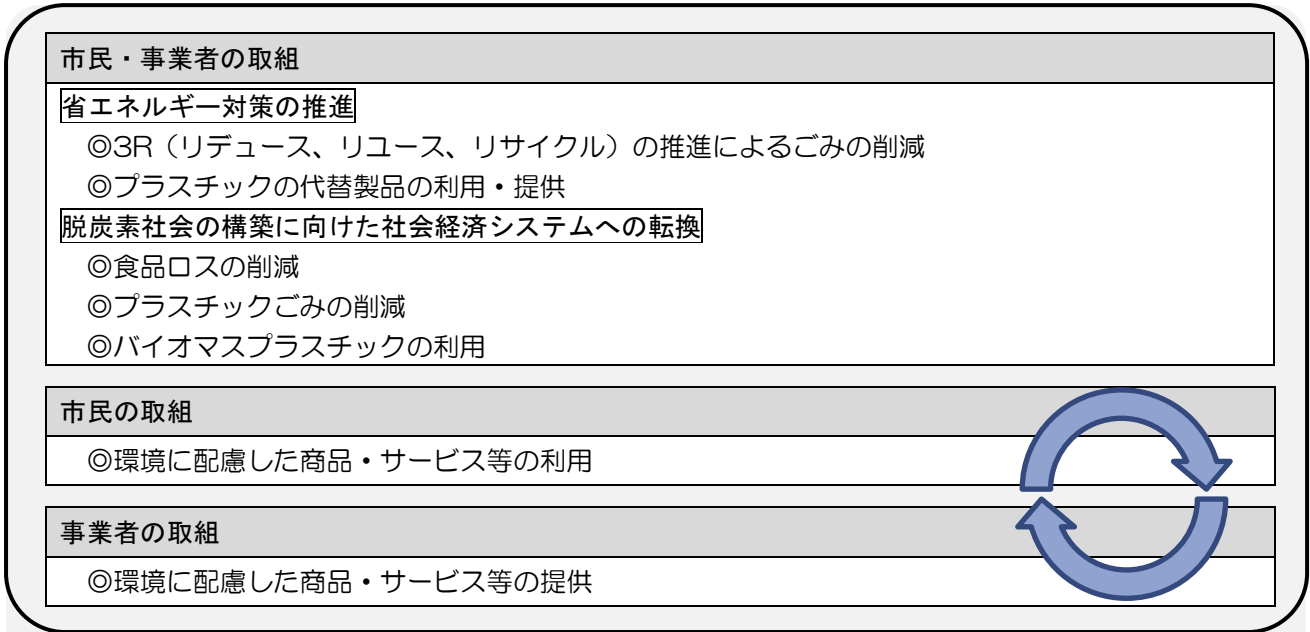 市民・事業者の取組
省エネルギー対策の推進
◎3R（リデュース、リユース、リサイクル）の推進によるごみの削減
◎プラスチックの代替製品の利用・提供
脱炭素社会の構築に向けた社会経済システムへの転換
◎食品ロスの削減
◎プラスチックごみの削減
◎バイオマスプラスチックの利用
市民の取組
◎環境に配慮した商品・サービス等の利用
事業者の取組
◎環境に配慮した商品・サービス等の提供